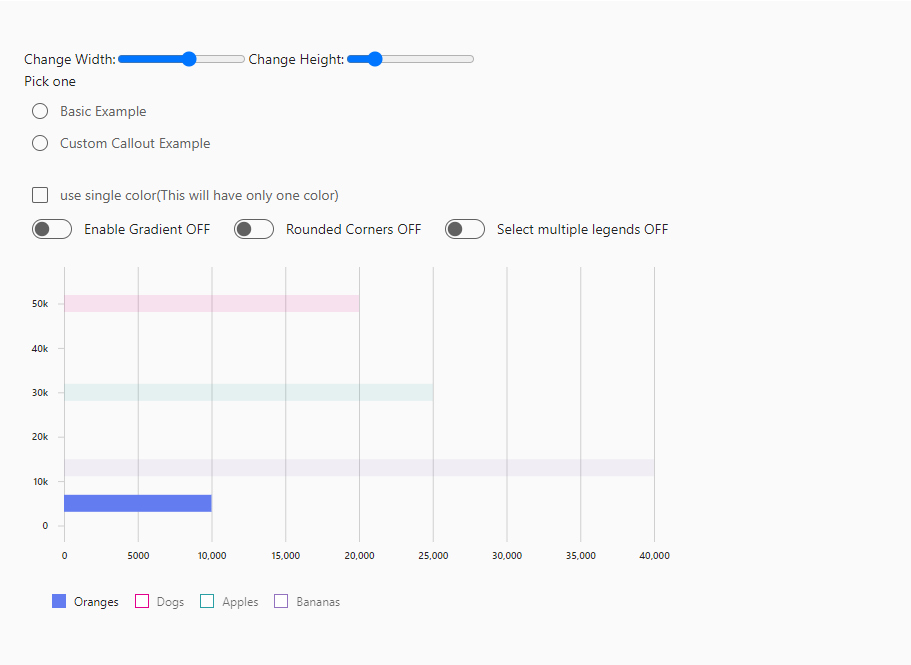 Change Width: Change Height:
Pick one
Basic Example
Custom Callout Example
use single color(This will have only one color)
Enable Gradient OFF Rounded Corners OFF Select multiple legends OFF
50k
40k
30k
20k
10k
0
0 5000 10,000 15,000 20,000 25,000 30,000 35,000 40,000
Oranges Dogs Apples Bananas